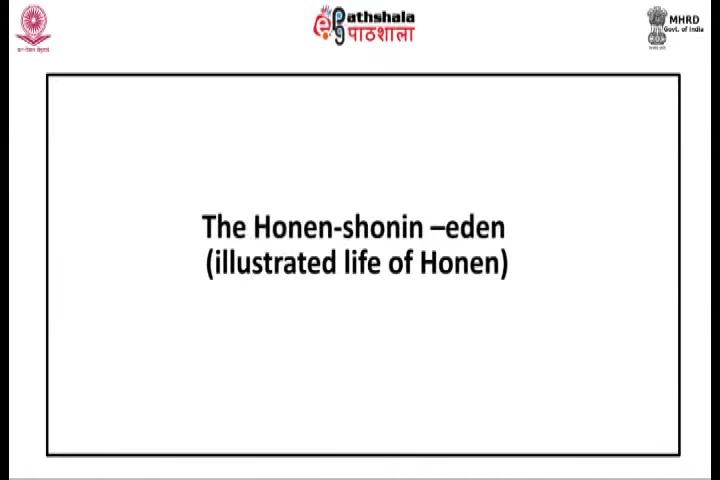 ePathshala
पाठशाला
MHRD
Govt. of India
The Honen-shonin –eden
(illustrated life of Honen)